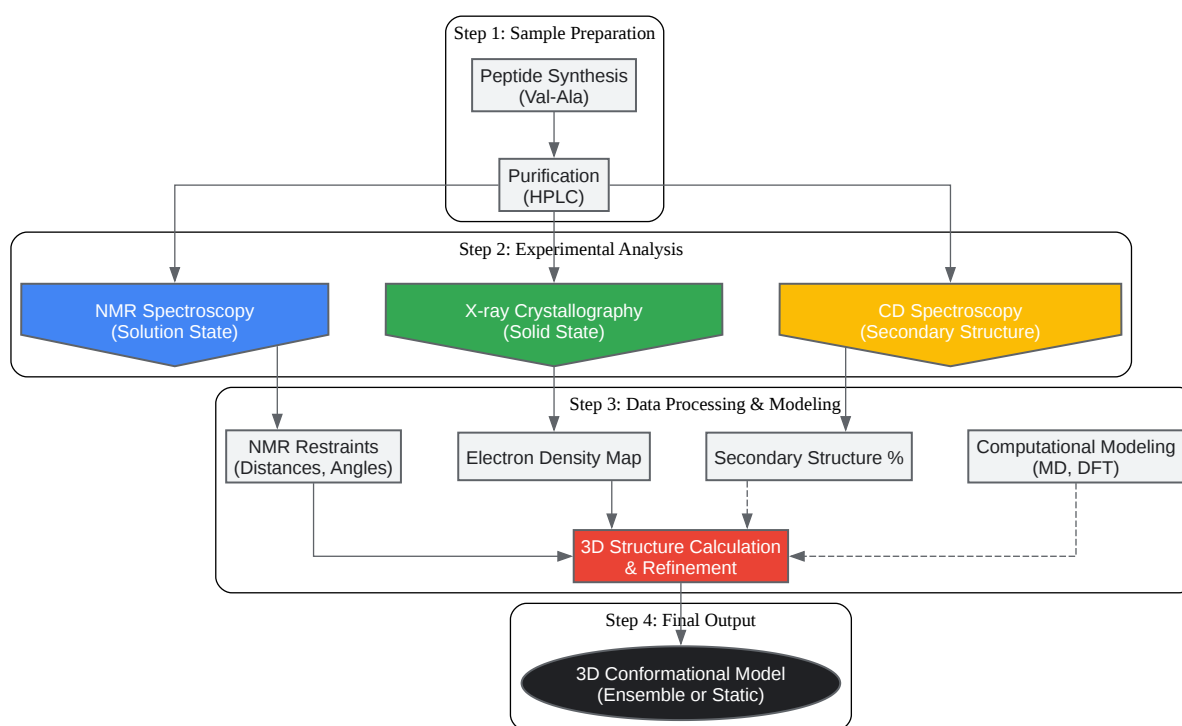 Step 1: Sample Preparation
Peptide Synthesis
(Val-Ala)
Purification
(HPLC)
Step 2: Experimental Analysis
NMR Spectroscopy
(Solution State)
X-ray Crystallography
(Solid State)
CD Spectroscopy
(Secondary Structure)
Step 3: Data Processing & Modeling
NMR Restraints
(Distances, Angles)
Electron Density Map
Secondary Structure %
Computational Modeling
(MD, DFT)
3D Structure Calculation
& Refinement
Step 4: Final Output
3D Conformational Model
(Ensemble or Static)